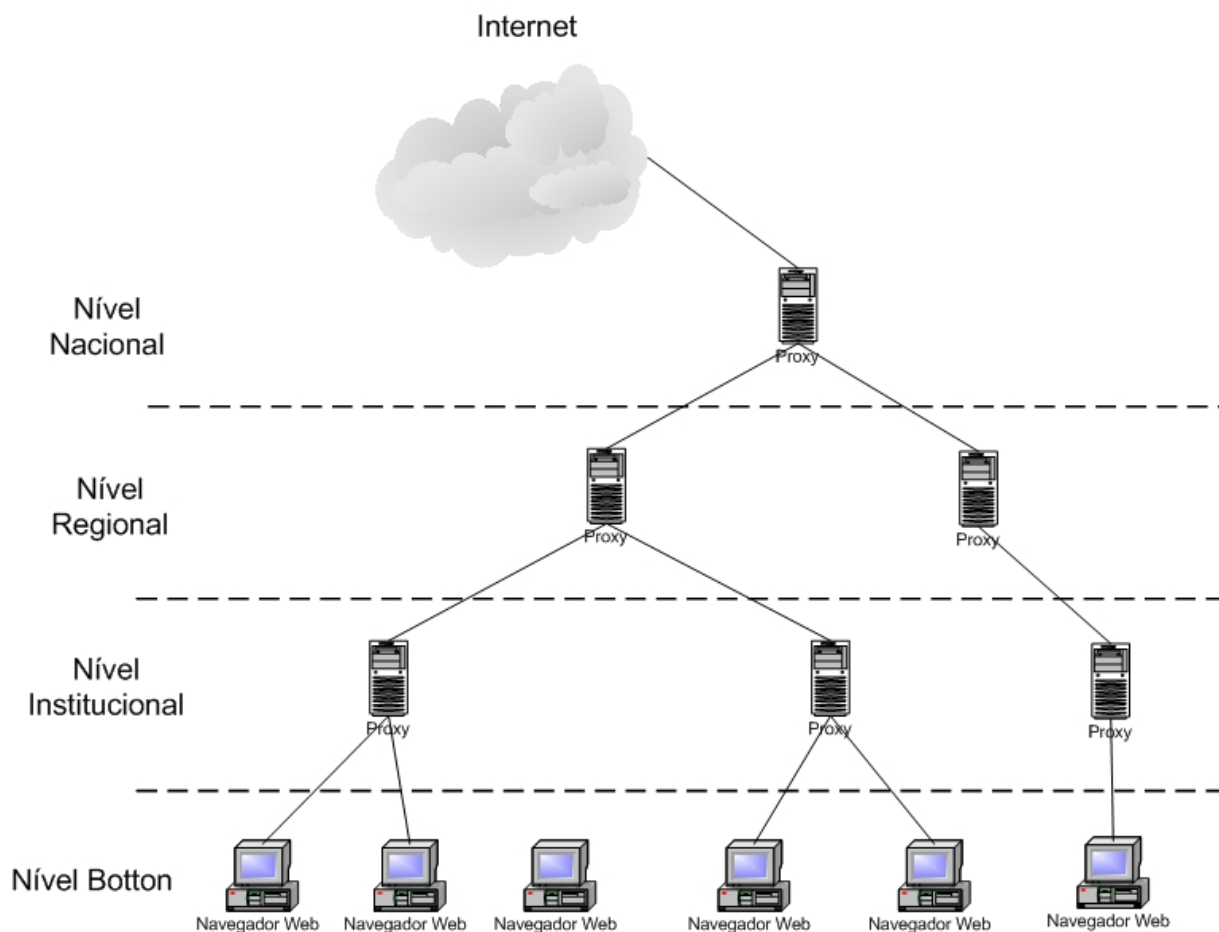 Internet
Nível
Nacional
Proxy
Nível
Regional
Proxy
Proxy
Nível
Institucional
Proxy
Proxy
Proxy
Nível Botton
Navegador Web
Navegador Web
Navegador Web
Navegador Web
Navegador Web
Navegador Web